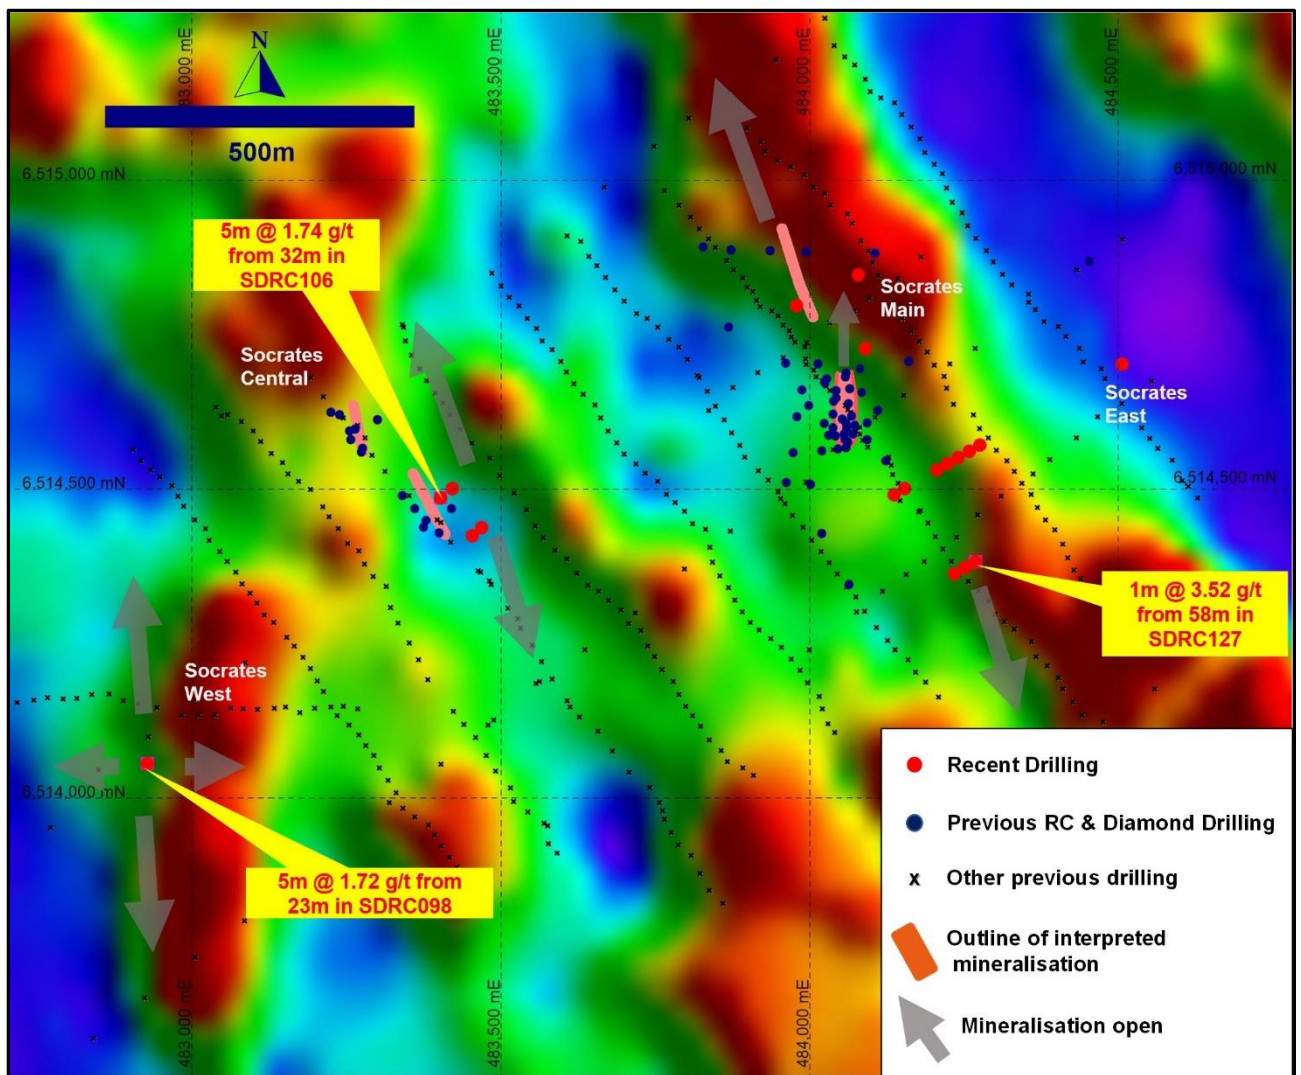 483,000 mE
483,500 mE
484,000 mE
484,500 mE
N
500m
6,515,000 mN
6,515,000 mN
5m @ 1.74 g/t
from 32m in
SDRC106
Socrates
Main
Socrates
Central
Socrates
East
6,514,500 mN
6,514,500 mN
1m @ 3.52 g/t
from 58m in
SDRC127
Socrates
West
6,514,000 mN
5m @ 1.72 g/t from
23m in SDRC098
Recent Drilling
Previous RC & Diamond Drilling
x Other previous drilling
Outline of interpreted
mineralisation
Mineralisation open
483,000 mE
483,500 mE
484,000 mE